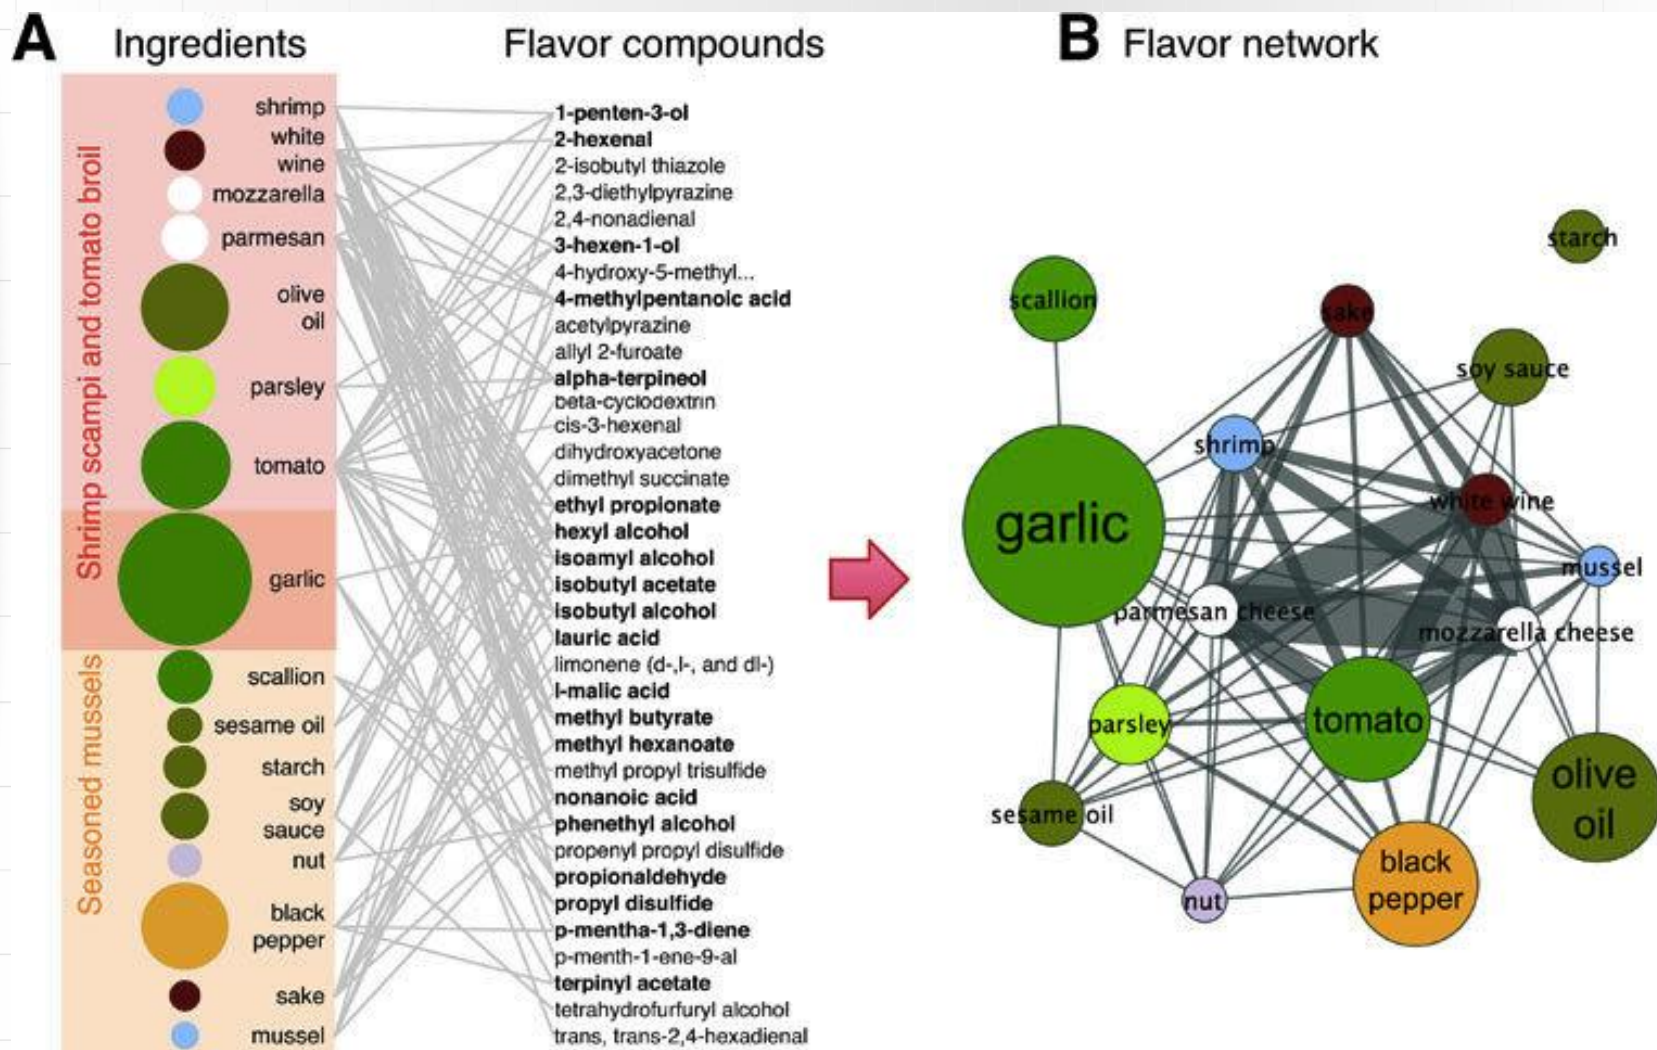 A Ingredients Flavor compounds
Shrimp scampi and tomato broil
Seasoned mussels
shrimp
white
wine
mozzarella
parmesan
olive
oil
parsley
tomato
garlic
scallion
sesame oil
starch
soy
sauce
nut
black
pepper
sake
mussel
1-penten-3-ol
2-hexenal
2-isobutyl thiazole
2,3-diethylpyrazine
2,4-nonadienal
3-hexen-1-ol
4-hydroxy-5-methyl...
4-methylpentanoic acid
acetylpyrazine
allyl 2-furoate
alpha-terpineol
beta-cyclodextrin
cis-3-hexenal
dihydroxyacetone
dimethyl succinate
ethyl propionate
hexyl alcohol
isoamyl alcohol
isobutyl acetate
isobutyl alcohol
lauric acid
limonene (d-,l-, and dl-)
l-malic acid
methyl butyrate
methyl hexanoate
methyl propyl trisulfide
nonanoic acid
phenethyl alcohol
propenyl propyl disulfide
propionaldehyde
propyl disulfide
p-mentha-1,3-diene
p-menth-1-ene-9-al
terpinyl acetate
tetrahydrofurfuryl alcohol
trans, trans-2,4-hexadienal
B Flavor network
starch
scallion
sake
soy sauce
shrimp
white wine
garlic
mussel
parmesan cheese
mozzarella cheese
parsley
tomato
olive
oil
sesame oil
black
pepper
nut